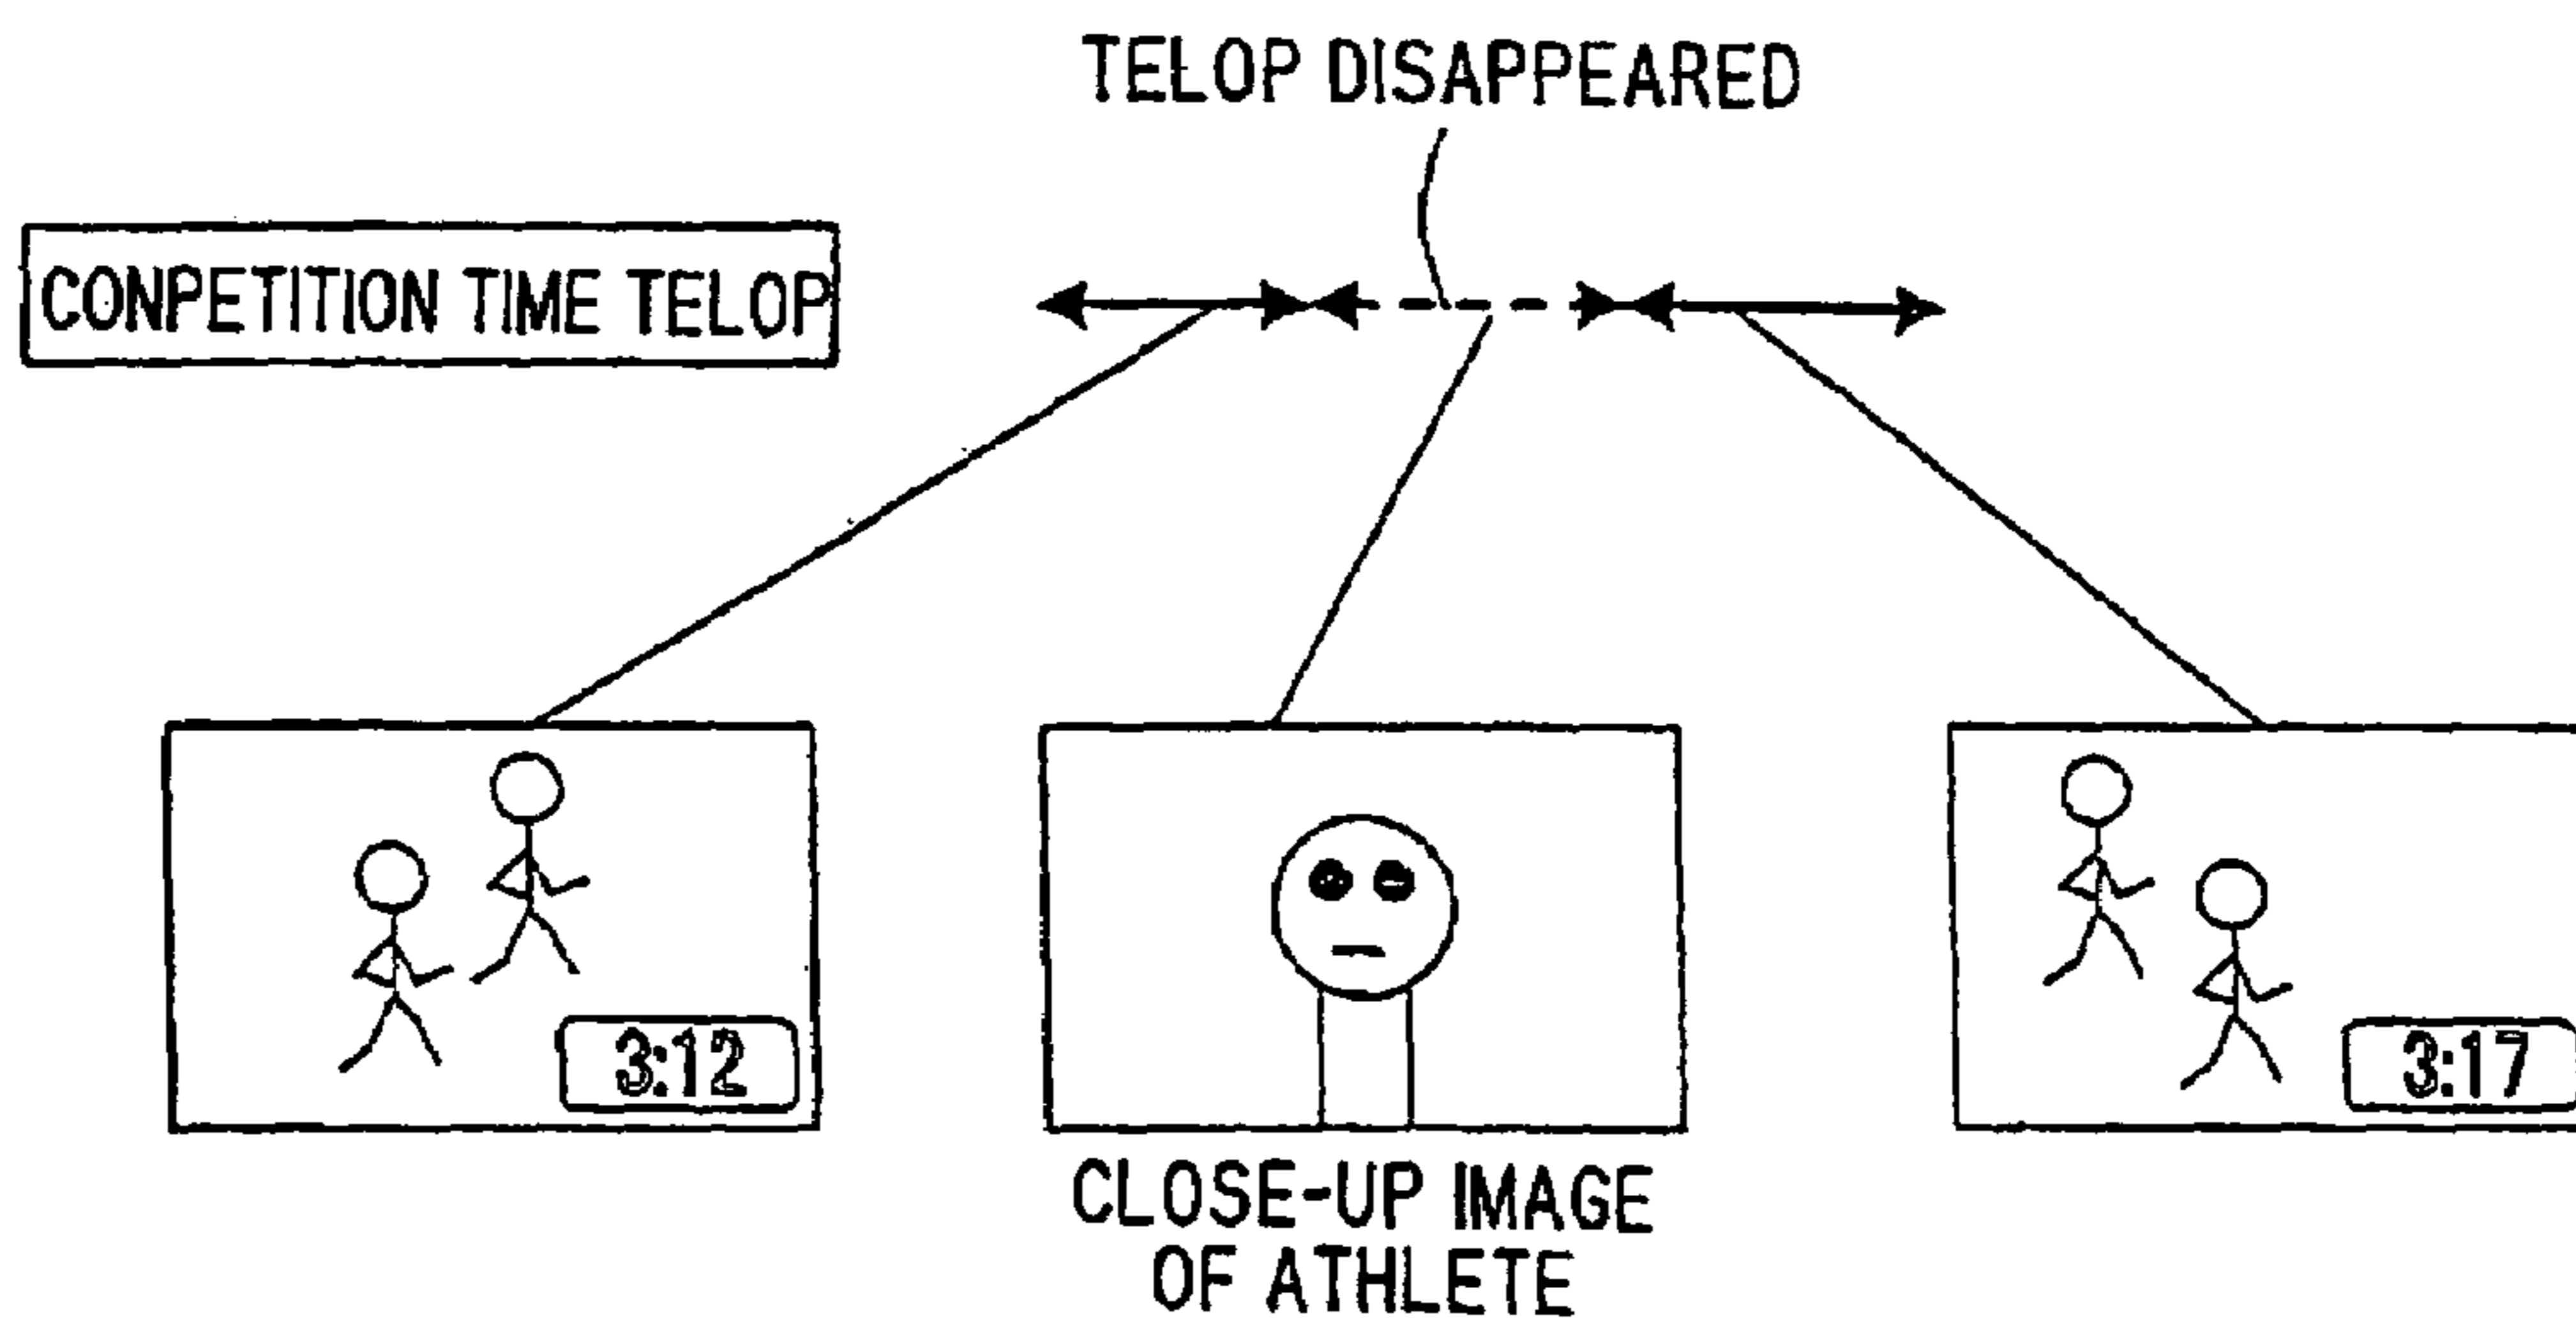 TELOP DISAPPEARED
CONPETITION TIME TELOP
3:12
3:17
CLOSE-UP IMAGE
OF ATHLETE